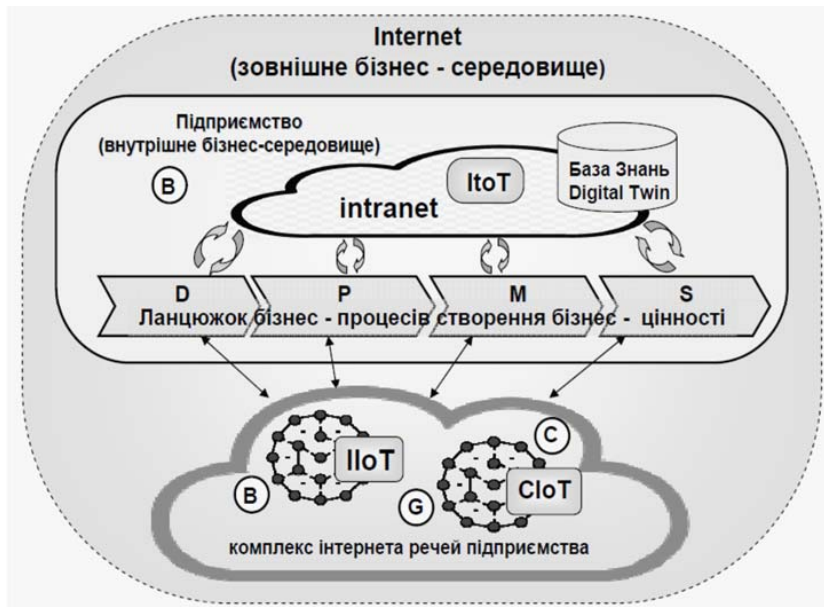 Internet
(зовнішне бізнес - середовище)
Підприємство
(внутрішне бізнес-середовище)
B
ItoT
База Знань
Digital Twin
intranet
D P M S
Ланцюжок бізнес - процесів створення бізнес - цінності
C
IIoT
B
CIoT
G
комплекс інтернета речей підприємства